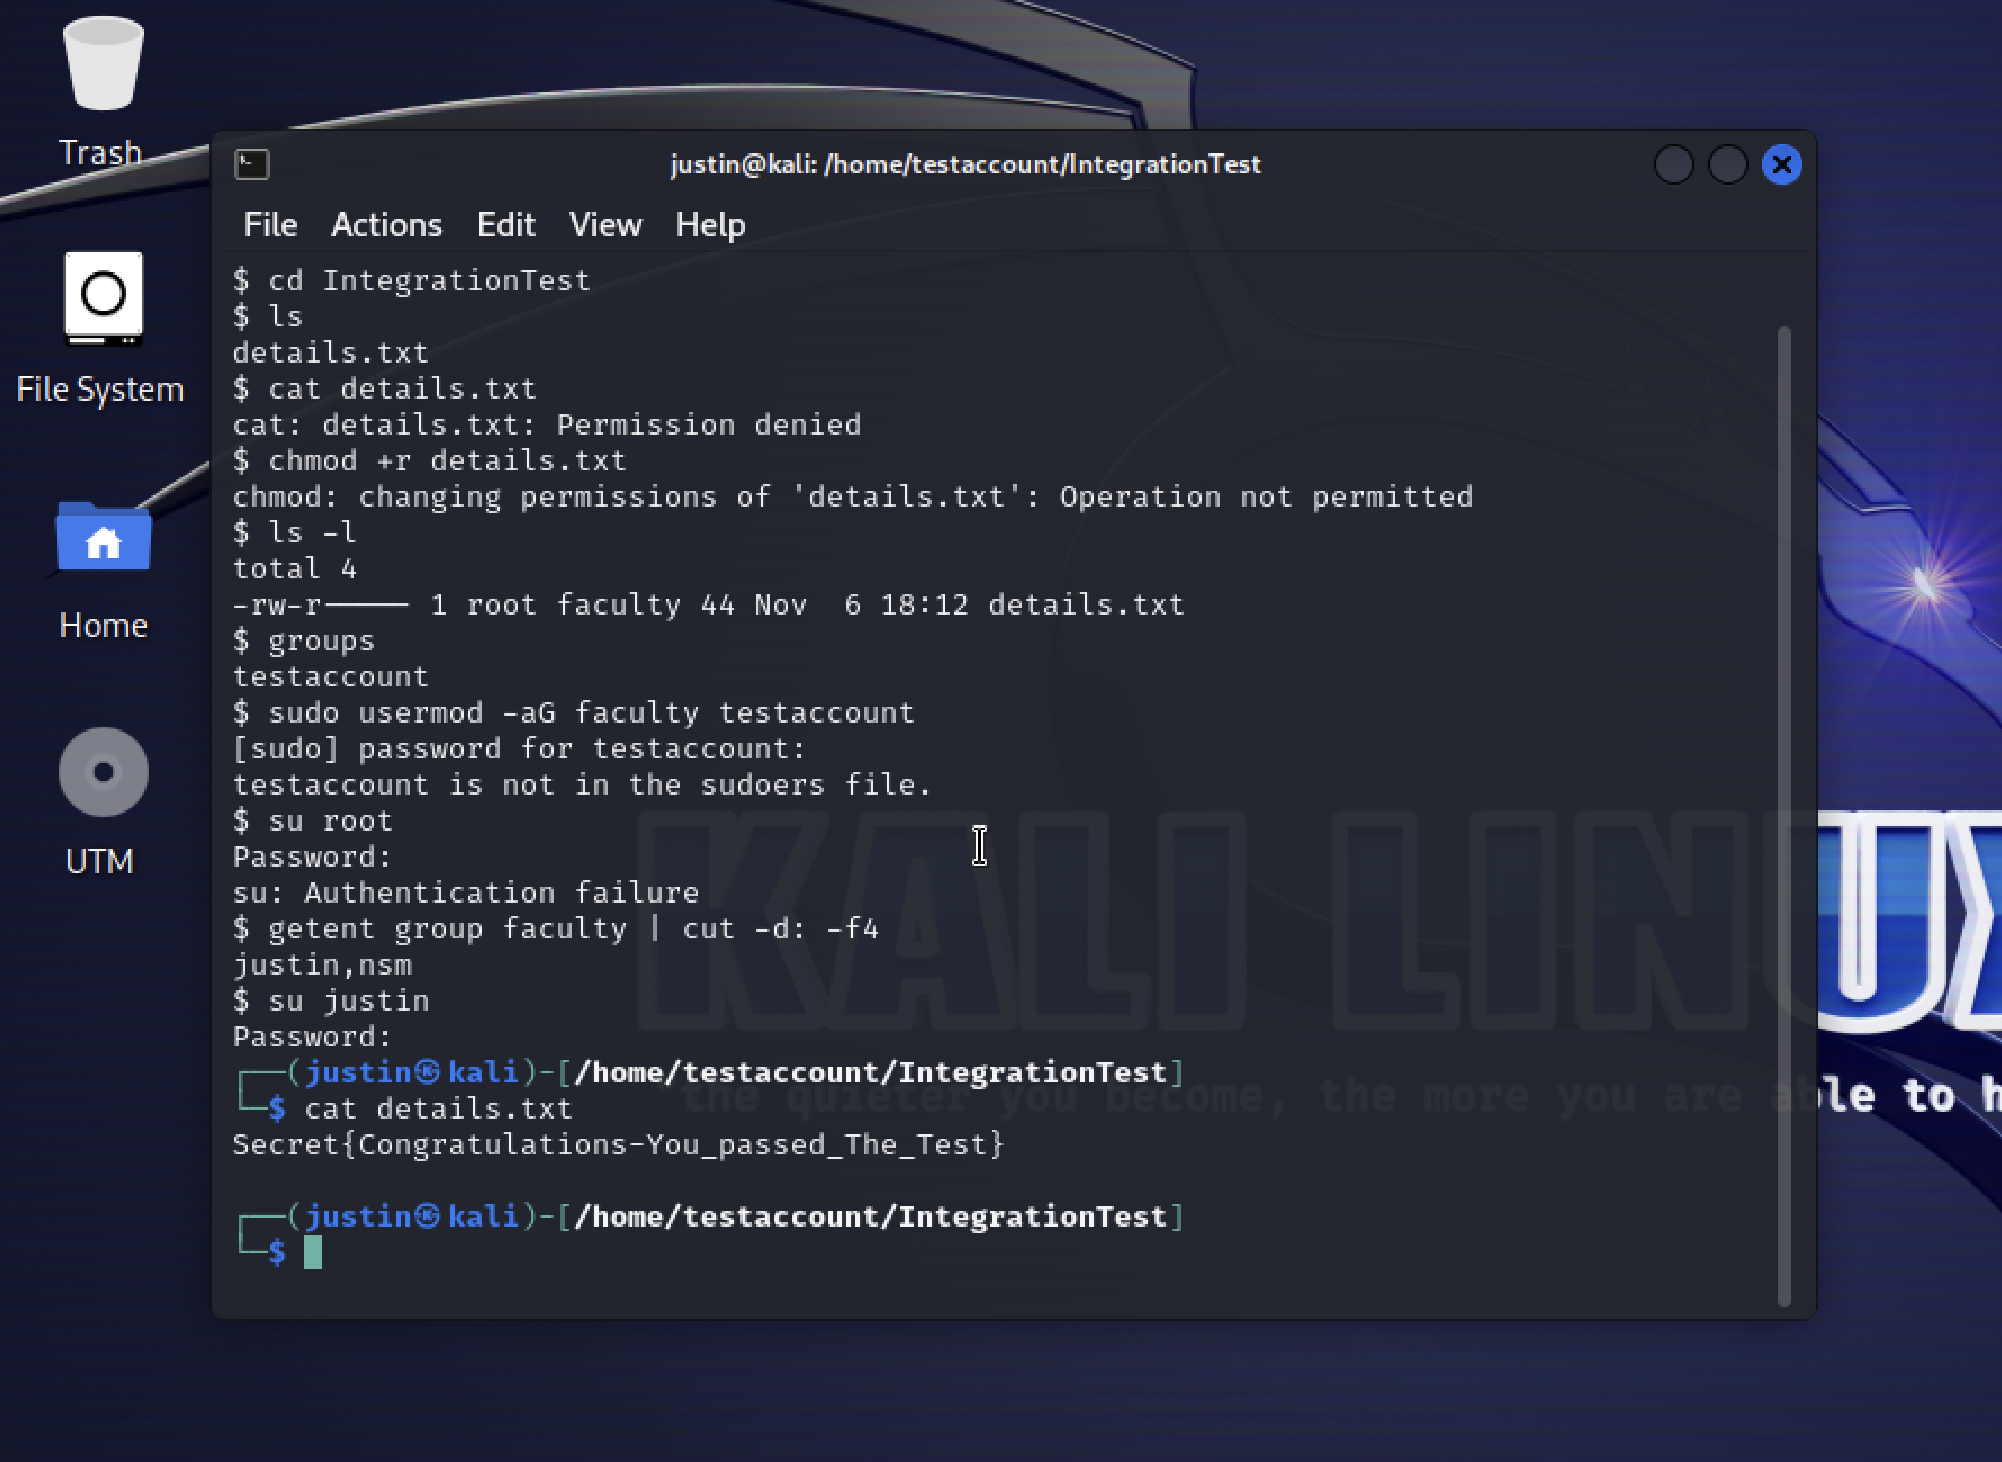 Trash
File System
Home
UTM
justin@kali: /home/testaccount/IntegrationTest
File Actions Edit View Help
$ cd IntegrationTest
$ ls
details.txt
$ cat details.txt
cat: details.txt: Permission denied
$ chmod +r details.txt
chmod: changing permissions of 'details.txt': Operation not permitted
$ ls -l
total 4
-rw-r----- 1 root faculty 44 Nov  6 18:12 details.txt
$ groups
testaccount
$ sudo usermod -aG faculty testaccount
[sudo] password for testaccount:
testaccount is not in the sudoers file.
$ su root
Password:
su: Authentication failure
$ getent group faculty | cut -d: -f4
justin,nsm
$ su justin
Password:
┌──(justin㉿kali)-[/home/testaccount/IntegrationTest]
└─$ cat details.txt
Secret{Congratulations-You_passed_The_Test}
┌──(justin㉿kali)-[/home/testaccount/IntegrationTest]
└─$
KALI LINUX
the quieter you become, the more you are able to h